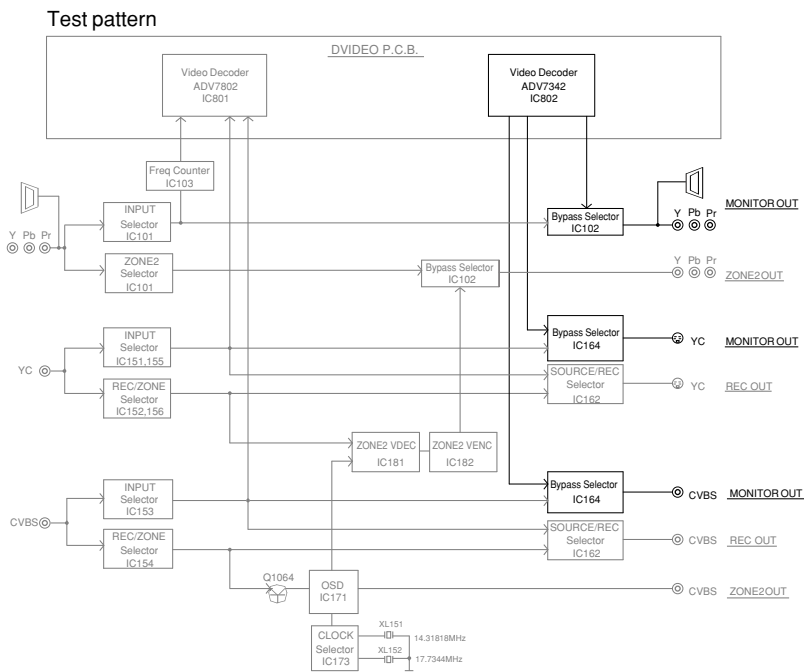 Test pattern
DVIDEO P.C.B.
Video Decoder
ADV7802
IC801
Video Decoder
ADV7342
IC802
Freq Counter
IC103
INPUT
Selector
IC101
Y Pb Pr
Bypass Selector
IC102
Y Pb Pr
MONITOR OUT
ZONE2
Selector
IC101
Bypass Selector
IC102
Y Pb Pr
ZONE2OUT
INPUT
Selector
IC151,155
Bypass Selector
IC164
YC
MONITOR OUT
YC
REC/ZONE
Selector
IC152,156
SOURCE/REC
Selector
IC162
YC
REC OUT
ZONE2 VDEC
IC181
ZONE2 VENC
IC182
INPUT
Selector
IC153
Bypass Selector
IC164
CVBS
MONITOR OUT
CVBS
REC/ZONE
Selector
IC154
SOURCE/REC
Selector
IC162
CVBS
REC OUT
Q1064
OSD
IC171
CVBS
ZONE2OUT
CLOCK
Selector
IC173
XL151
14.31818MHz
XL152
17.7344MHz